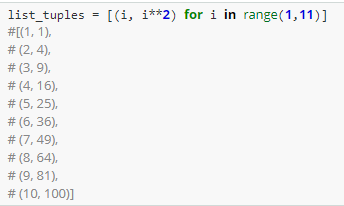 list_tuples = [(i, i**2) for i in range(1,11)]
#[(1, 1),
# (2, 4),
# (3, 9),
# (4, 16),
# (5, 25),
# (6, 36),
# (7, 49),
# (8, 64),
# (9, 81),
# (10, 100)]